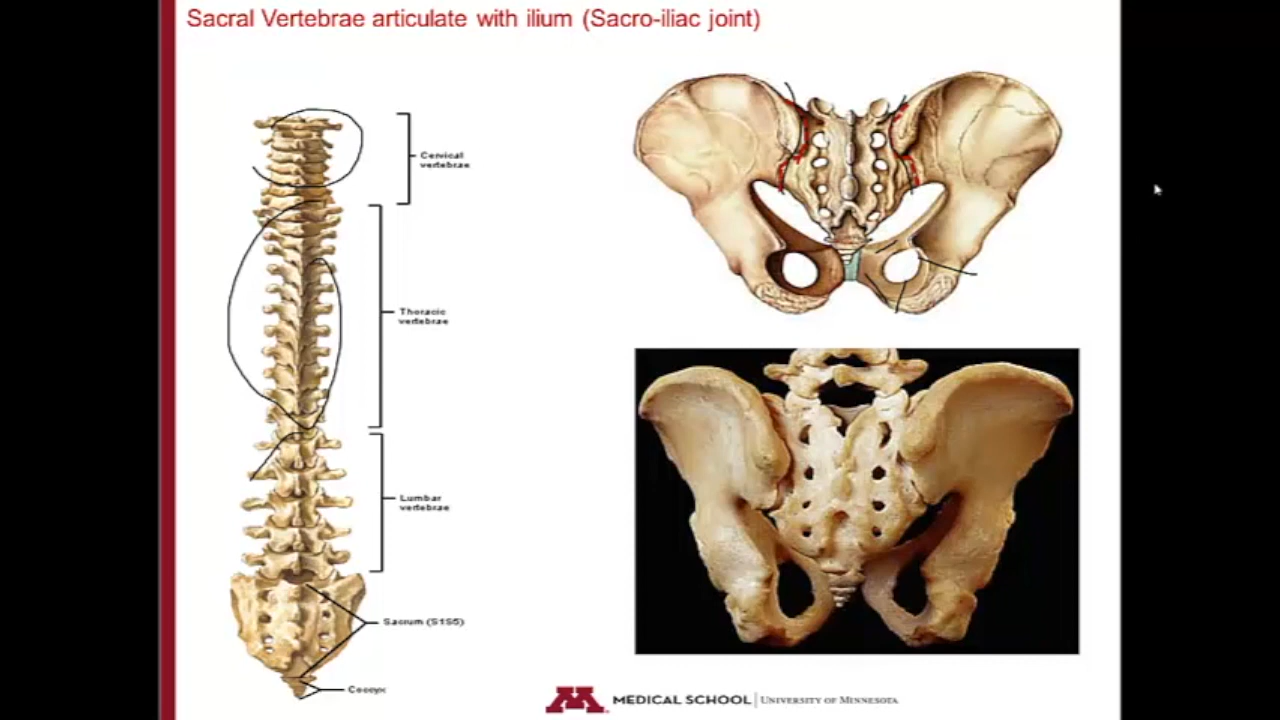 Sacral Vertebrae articulate with ilium (Sacro-iliac joint)
Cervical
vertebrae
Thoracic
vertebrae
Lumbar
vertebrae
Sacrum (S1S5)
Coccyx
M
MEDICAL SCHOOL
UNIVERSITY OF MINNESOTA